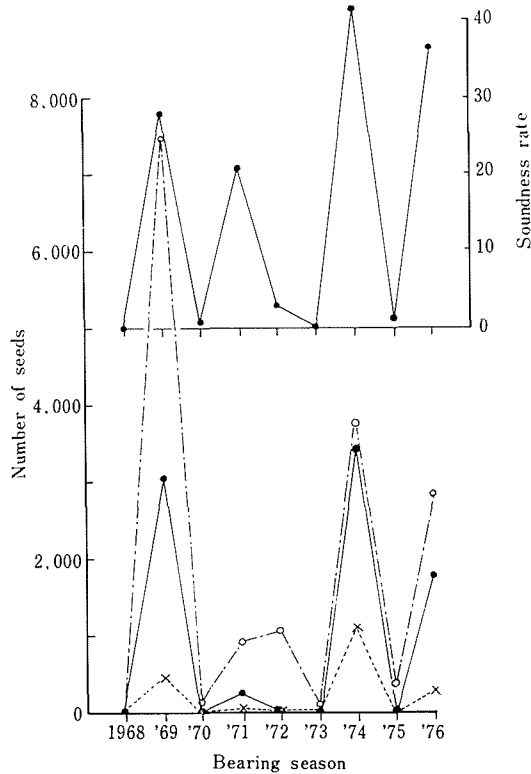 40
8,000
30
20
Soundness rate
6,000
10
0
Number of seeds
4,000
2,000
0
1968 '69 '70 '71 '72 '73 '74 '75 '76
Bearing season